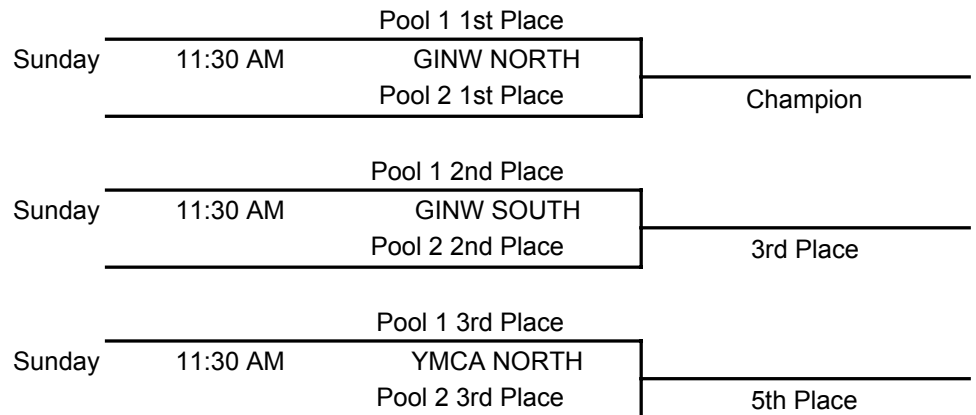 Pool 1 1st Place
Sunday 11:30 AM GINW NORTH
Pool 2 1st Place
Champion
Pool 1 2nd Place
Sunday 11:30 AM GINW SOUTH
Pool 2 2nd Place
3rd Place
Pool 1 3rd Place
Sunday 11:30 AM YMCA NORTH
Pool 2 3rd Place
5th Place